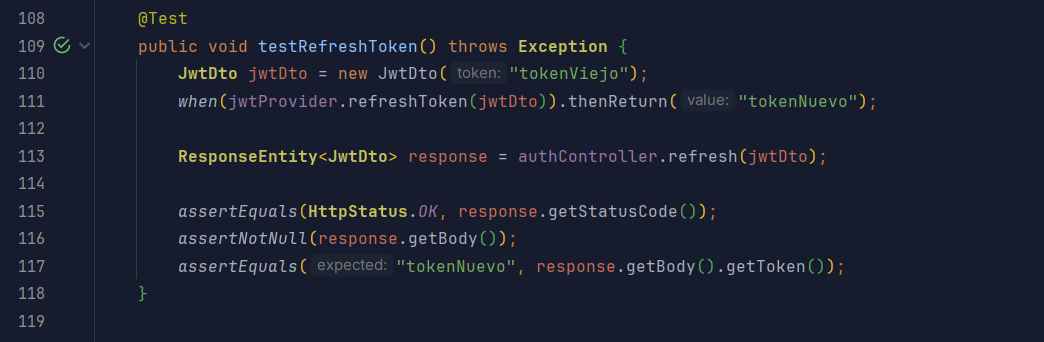 108 @Test
109 public void testRefreshToken() throws Exception {
110 JwtDto jwtDto = new JwtDto( token: "tokenViejo");
111 when(jwtProvider.refreshToken(jwtDto)).thenReturn( value: "tokenNuevo");
112
113 ResponseEntity<JwtDto> response = authController.refresh(jwtDto);
114
115 assertEquals(HttpStatus.OK, response.getStatusCode());
116 assertNotNull(response.getBody());
117 assertEquals( expected: "tokenNuevo", response.getBody().getToken());
118 }
119